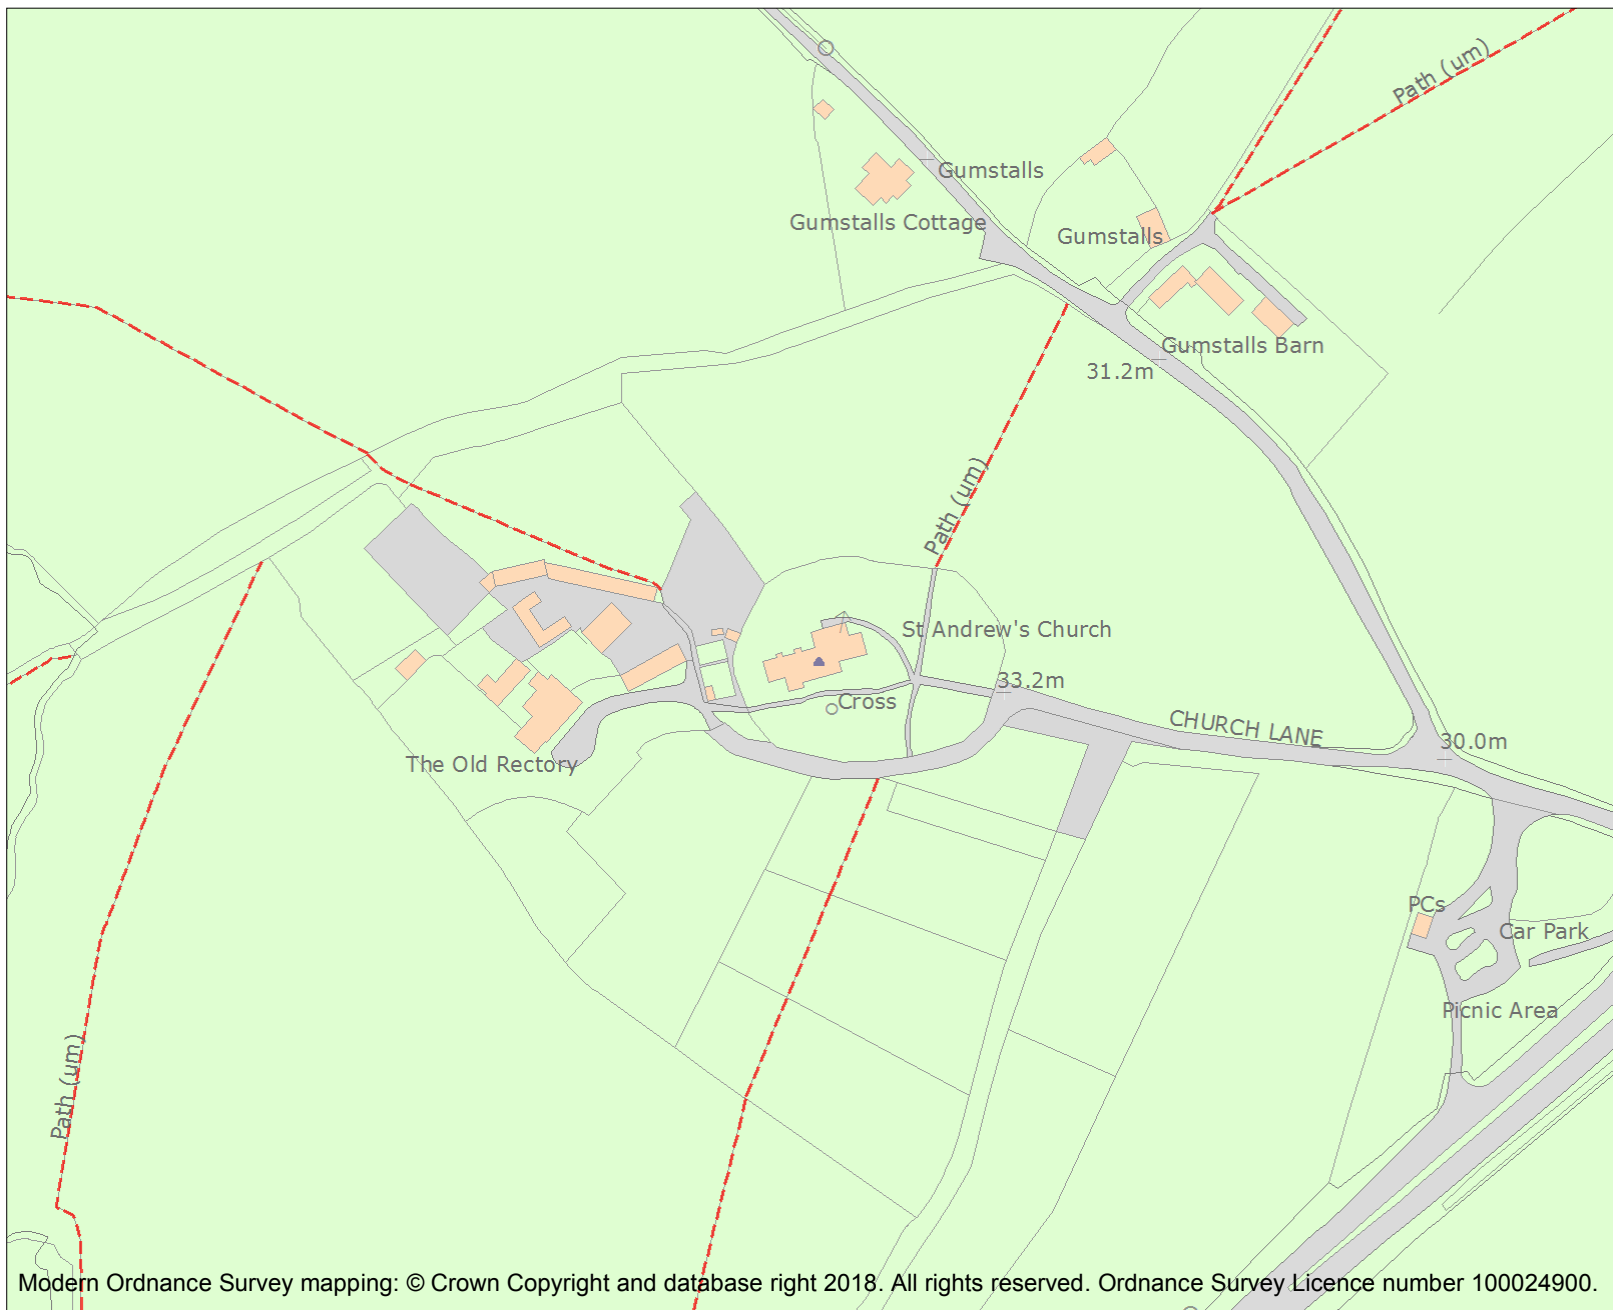 Path (um)
Gumstalls
Gumstalls Cottage
Gumstalls
Gumstalls Barn
31.2m
Path (um)
St Andrew's Church
33.2m
Cross
CHURCH LANE
30.0m
The Old Rectory
PCs
Car Park
Picnic Area
Path (um)
Modern Ordnance Survey mapping: © Crown Copyright and database right 2018. All rights reserved. Ordnance Survey Licence number 100024900.